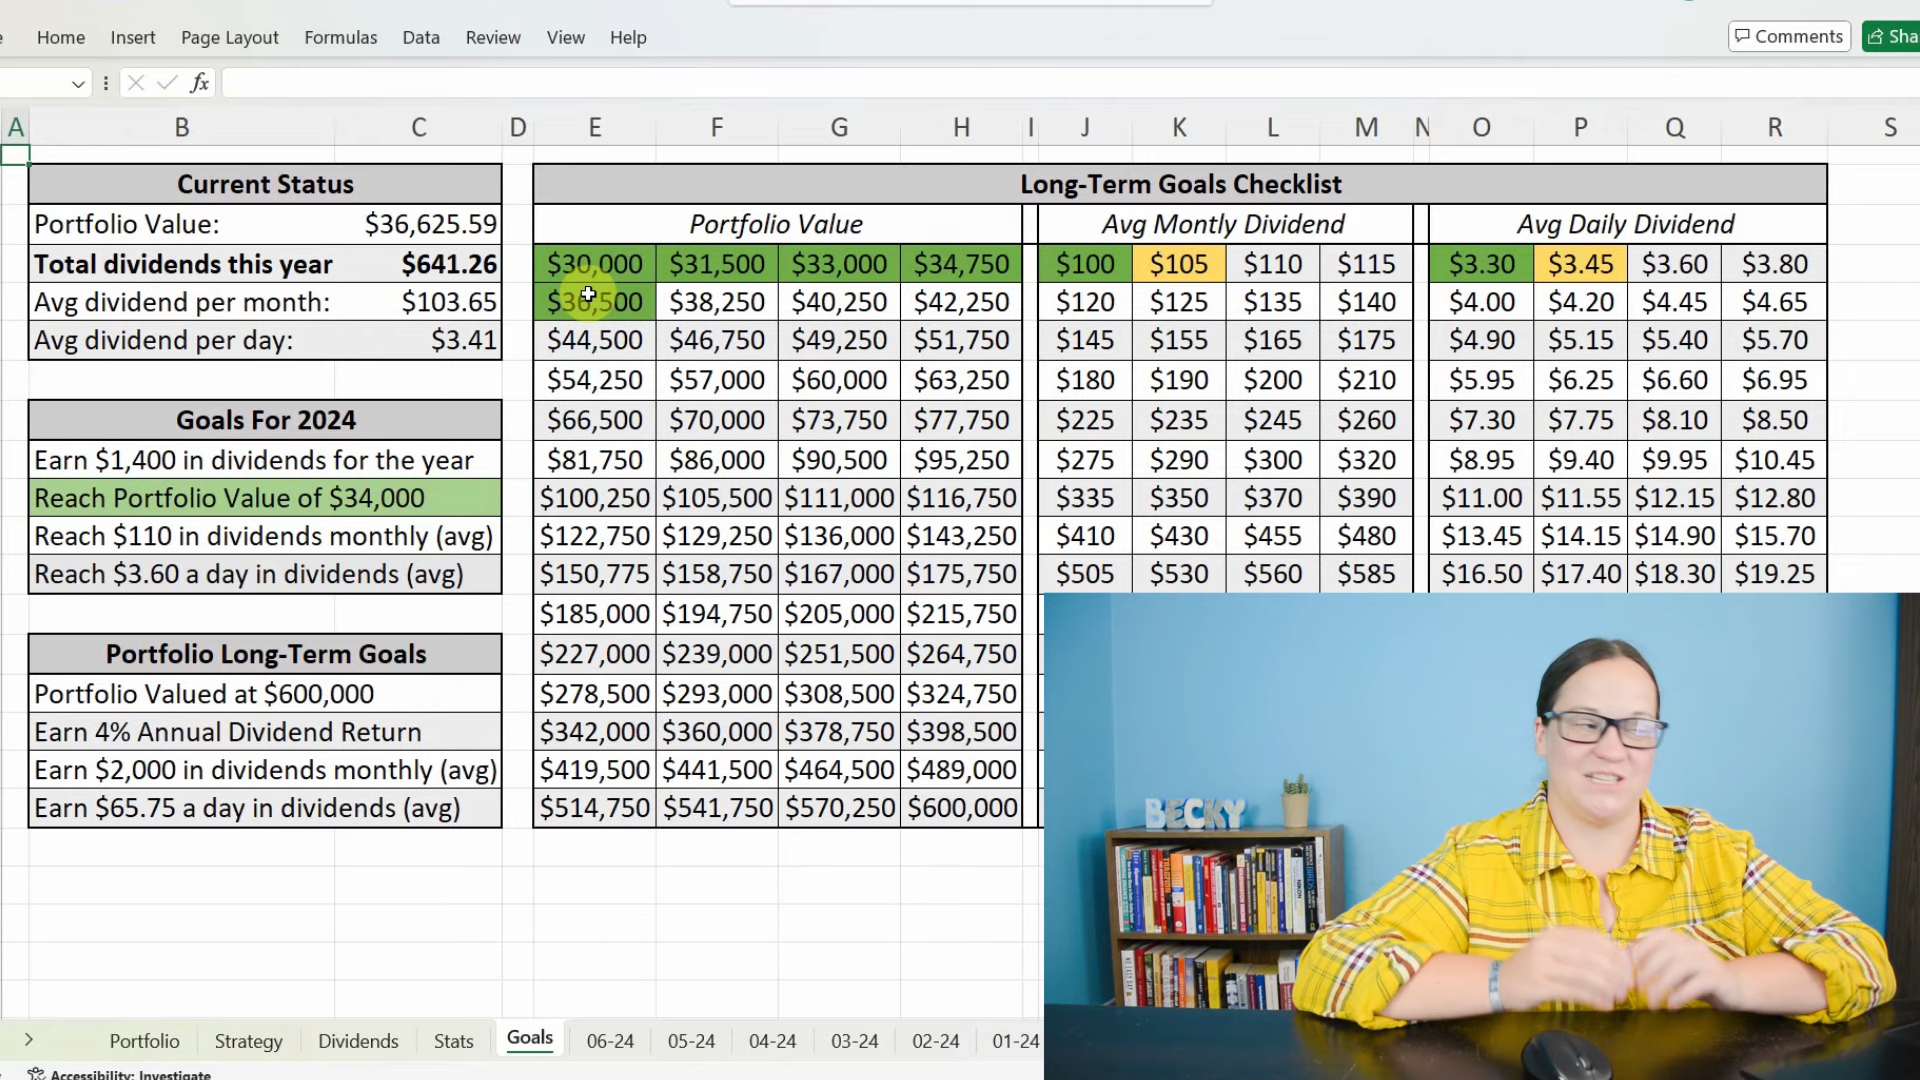 Home Insert Page Layout Formulas Data Review View Help Comments Sha
fx
A B C D E F G H I J K L M N O P Q R S
Current Status
Portfolio Value: $36,625.59
Total dividends this year $641.26
Avg dividend per month: $103.65
Avg dividend per day: $3.41
Goals For 2024
Earn $1,400 in dividends for the year
Reach Portfolio Value of $34,000
Reach $110 in dividends monthly (avg)
Reach $3.60 a day in dividends (avg)
Portfolio Long-Term Goals
Portfolio Valued at $600,000
Earn 4% Annual Dividend Return
Earn $2,000 in dividends monthly (avg)
Earn $65.75 a day in dividends (avg)
Long-Term Goals Checklist
Portfolio Value Avg Montly Dividend Avg Daily Dividend
$30,000 $31,500 $33,000 $34,750 $100 $105 $110 $115 $3.30 $3.45 $3.60 $3.80
$36,500 $38,250 $40,250 $42,250 $120 $125 $135 $140 $4.00 $4.20 $4.45 $4.65
$44,500 $46,750 $49,250 $51,750 $145 $155 $165 $175 $4.90 $5.15 $5.40 $5.70
$54,250 $57,000 $60,000 $63,250 $180 $190 $200 $210 $5.95 $6.25 $6.60 $6.95
$66,500 $70,000 $73,750 $77,750 $225 $235 $245 $260 $7.30 $7.75 $8.10 $8.50
$81,750 $86,000 $90,500 $95,250 $275 $290 $300 $320 $8.95 $9.40 $9.95 $10.45
$100,250 $105,500 $111,000 $116,750 $335 $350 $370 $390 $11.00 $11.55 $12.15 $12.80
$122,750 $129,250 $136,000 $143,250 $410 $430 $455 $480 $13.45 $14.15 $14.90 $15.70
$150,775 $158,750 $167,000 $175,750 $505 $530 $560 $585 $16.50 $17.40 $18.30 $19.25
$185,000 $194,750 $205,000 $215,750
$227,000 $239,000 $251,500 $264,750
$278,500 $293,000 $308,500 $324,750
$342,000 $360,000 $378,750 $398,500
$419,500 $441,500 $464,500 $489,000
$514,750 $541,750 $570,250 $600,000
BECKY
Portfolio Strategy Dividends Stats Goals 06-24 05-24 04-24 03-24 02-24 01-24
Accessibility: Investigate